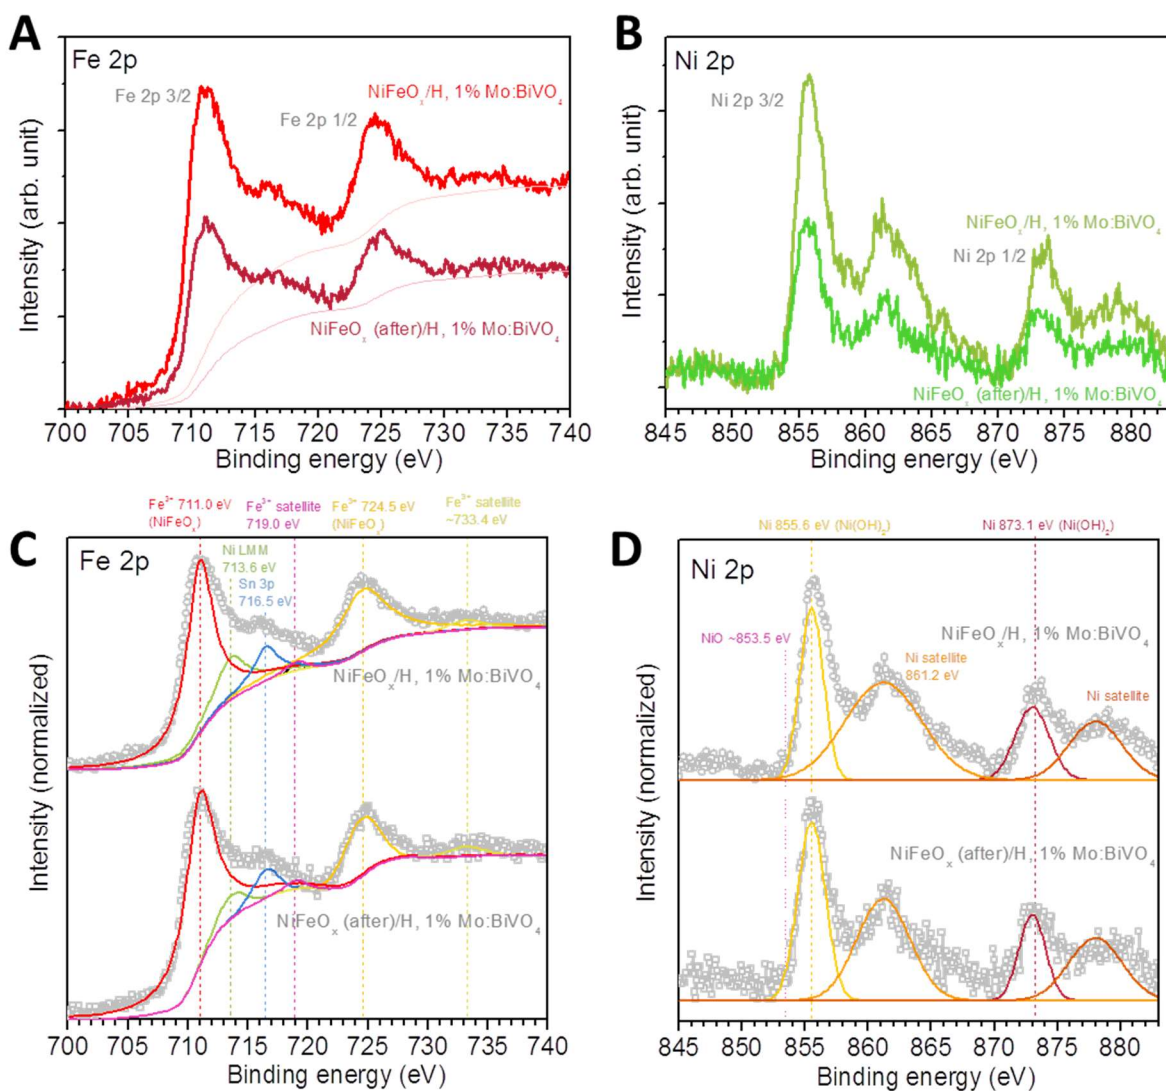 A
Fe 2p
Fe 2p 3/2
Fe 2p 1/2
NiFeOₓ/H, 1% Mo:BiVO₄
NiFeOₓ (after)/H, 1% Mo:BiVO₄
Intensity (arb. unit)
700 705 710 715 720 725 730 735 740
Binding energy (eV)
B
Ni 2p
Ni 2p 3/2
NiFeOₓ/H, 1% Mo:BiVO₄
Ni 2p 1/2
NiFeOₓ (after)/H, 1% Mo:BiVO₄
Intensity (arb. unit)
845 850 855 860 865 870 875 880
Binding energy (eV)
C
Fe 2p
Fe³⁺ 711.0 eV
(NiFeOₓ)
Fe³⁺ satellite
719.0 eV
Fe³⁺ 724.5 eV
(NiFeOₓ)
Fe³⁺ satellite
~733.4 eV
Ni LMM
713.6 eV
Sn 3p
716.5 eV
NiFeOₓ/H, 1% Mo:BiVO₄
NiFeOₓ (after)/H, 1% Mo:BiVO₄
Intensity (normalized)
700 705 710 715 720 725 730 735 740
Binding energy (eV)
D
Ni 2p
Ni 855.6 eV (Ni(OH)₂)
Ni 873.1 eV (Ni(OH)₂)
NiO ~853.5 eV
NiFeOₓ/H, 1% Mo:BiVO₄
Ni satellite
861.2 eV
Ni satellite
NiFeOₓ (after)/H, 1% Mo:BiVO₄
Intensity (normalized)
845 850 855 860 865 870 875 880
Binding energy (eV)